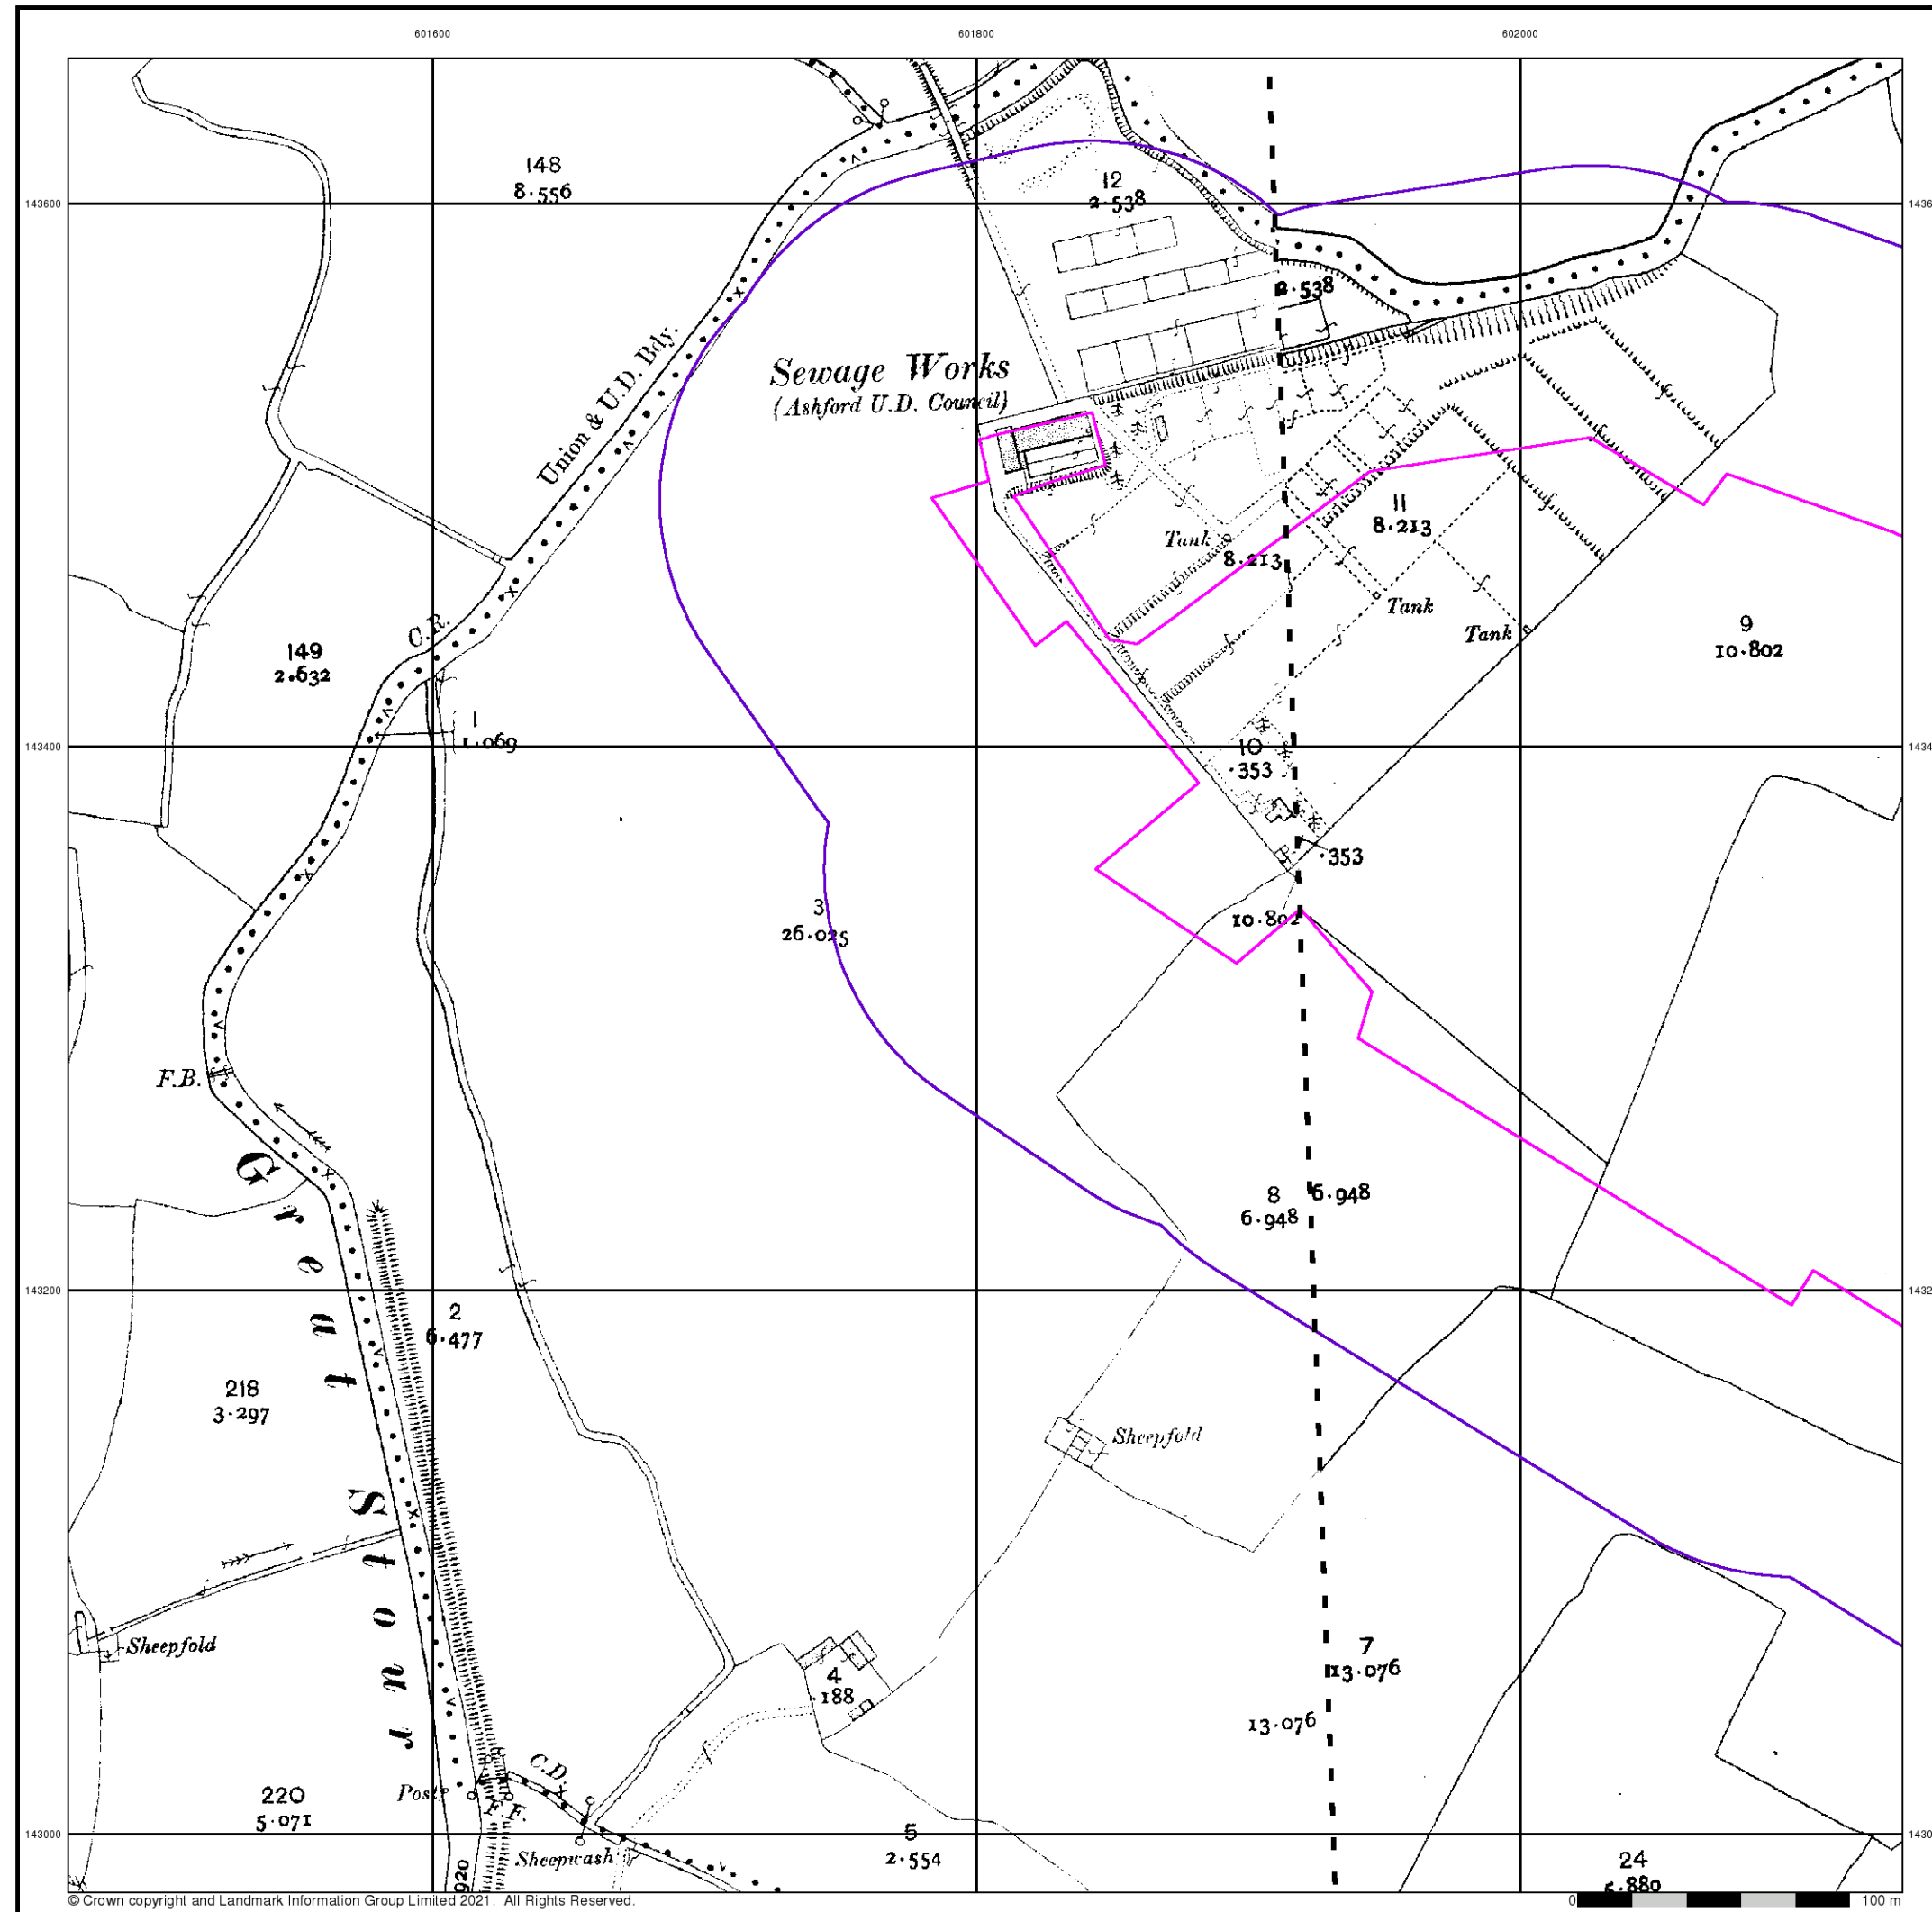 601600
601800
602000
143600
148
8.556
12
2.538
2.538
Union & U.D. Bdy.
Sewage Works
(Ashford U.D. Council)
11
8.213
Tank
8.213
Tank
Tank
C.R.
149
2.632
9
10.802
1
1.069
143400
10
.353
.353
3
26.025
10.802
F.B.
8
6.948
6.948
143200
2
6.477
218
3.297
Great Stour
Sheepfold
Sheepfold
4
.188
7
13.076
13.076
C.D.
220
5.071
Posts
F.F.
143000
Sheepwash
920
5
2.554
24
5.880
© Crown copyright and Landmark Information Group Limited 2021. All Rights Reserved.
0
100 m